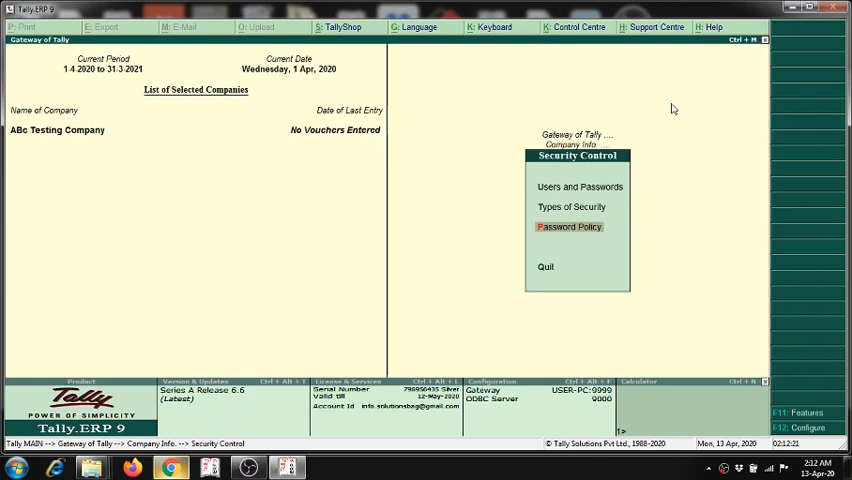 Tally.ERP 9
P: Print E: Export M: E-Mail O: Upload S: TallyShop G: Language K: Keyboard K: Control Centre H: Support Centre H: Help
Gateway of Tally Ctrl + M
Current Period Current Date
1-4-2020 to 31-3-2021 Wednesday, 1 Apr, 2020
List of Selected Companies
Name of Company Date of Last Entry
ABc Testing Company No Vouchers Entered
Gateway of Tally ....
Company Info. ....
Security Control
Users and Passwords
Types of Security
Password Policy
Quit
Product Version & Updates Ctrl + Alt + T License & Services Ctrl + Alt + L Configuration Ctrl + Alt + F Calculator Ctrl + N
Tally
POWER OF SIMPLICITY
Tally.ERP 9
Series A Release 6.6
(Latest)
Serial Number 796956435 Silver
Valid till 12-May-2020
Account Id info.solutionsbag@gmail.com
Gateway USER-PC:9999
ODBC Server 9000
1>
F11: Features
F12: Configure
Tally MAIN --> Gateway of Tally --> Company Info. --> Security Control © Tally Solutions Pvt Ltd., 1988-2020 Mon, 13 Apr, 2020 02:12:21
2:12 AM
13-Apr-20